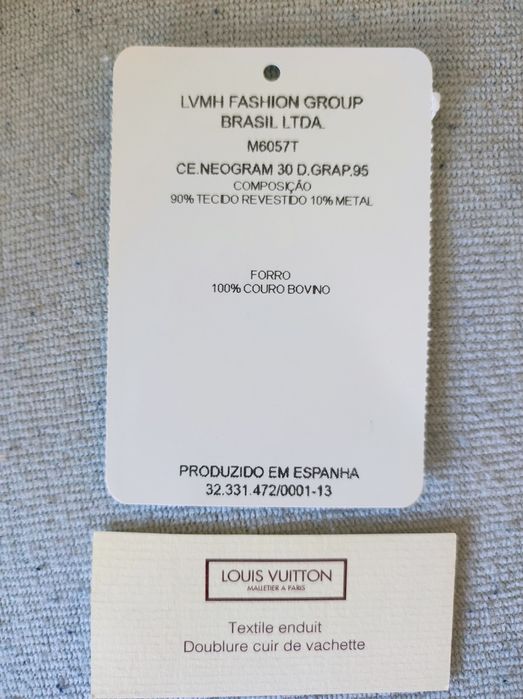 LVMH FASHION GROUP
BRASIL LTDA.
M6057T
CE.NEOGRAM 30 D.GRAP.95
COMPOSIÇÃO
90% TECIDO REVESTIDO 10% METAL
FORRO
100% COURO BOVINO
PRODUZIDO EM ESPANHA
32.331.472/0001-13
LOUIS VUITTON
MALLETIER A PARIS
Textile enduit
Doublure cuir de vachette